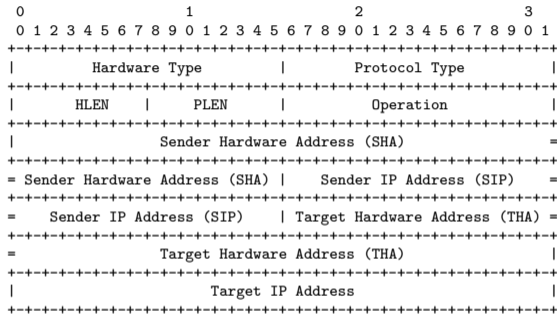 0 1 2 3
0 1 2 3 4 5 6 7 8 9 0 1 2 3 4 5 6 7 8 9 0 1 2 3 4 5 6 7 8 9 0 1
+-+-+-+-+-+-+-+-+-+-+-+-+-+-+-+-+-+-+-+-+-+-+-+-+-+-+-+-+-+-+-+-+
| Hardware Type | Protocol Type |
+-+-+-+-+-+-+-+-+-+-+-+-+-+-+-+-+-+-+-+-+-+-+-+-+-+-+-+-+-+-+-+-+
| HLEN | PLEN | Operation |
+-+-+-+-+-+-+-+-+-+-+-+-+-+-+-+-+-+-+-+-+-+-+-+-+-+-+-+-+-+-+-+-+
| Sender Hardware Address (SHA) =
+-+-+-+-+-+-+-+-+-+-+-+-+-+-+-+-+-+-+-+-+-+-+-+-+-+-+-+-+-+-+-+-+
= Sender Hardware Address (SHA) | Sender IP Address (SIP) =
+-+-+-+-+-+-+-+-+-+-+-+-+-+-+-+-+-+-+-+-+-+-+-+-+-+-+-+-+-+-+-+-+
= Sender IP Address (SIP) | Target Hardware Address (THA) =
+-+-+-+-+-+-+-+-+-+-+-+-+-+-+-+-+-+-+-+-+-+-+-+-+-+-+-+-+-+-+-+-+
= Target Hardware Address (THA) |
+-+-+-+-+-+-+-+-+-+-+-+-+-+-+-+-+-+-+-+-+-+-+-+-+-+-+-+-+-+-+-+-+
| Target IP Address |
+-+-+-+-+-+-+-+-+-+-+-+-+-+-+-+-+-+-+-+-+-+-+-+-+-+-+-+-+-+-+-+-+